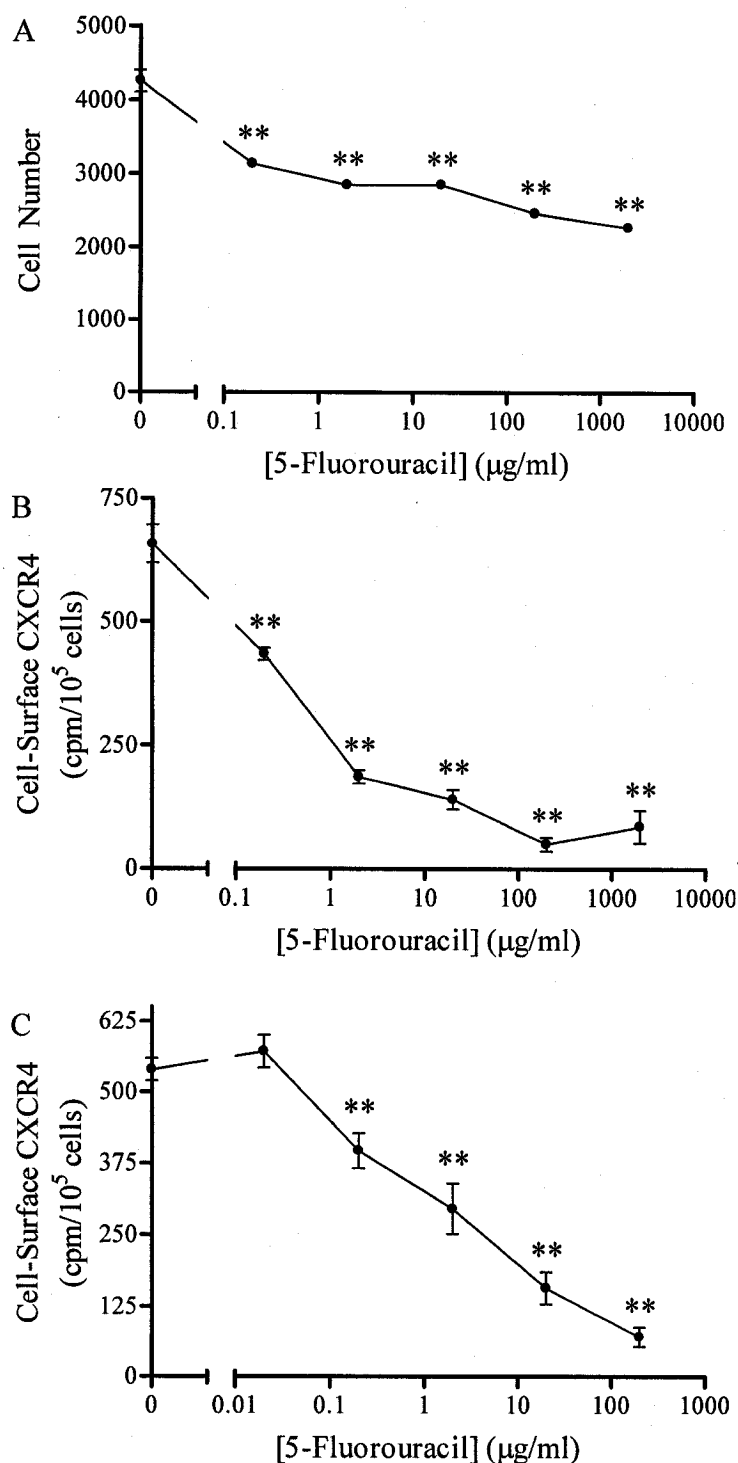 A
Cell Number
5000
4000
3000
2000
1000
0
** ** ** ** **
0 0.1 1 10 100 1000 10000
[5-Fluorouracil] (μg/ml)
B
Cell-Surface CXCR4
(cpm/10⁵ cells)
750
500
250
0
** ** ** ** **
0 0.1 1 10 100 1000 10000
[5-Fluorouracil] (μg/ml)
C
Cell-Surface CXCR4
(cpm/10⁵ cells)
625
500
375
250
125
0
** ** ** **
0 0.01 0.1 1 10 100 1000
[5-Fluorouracil] (μg/ml)